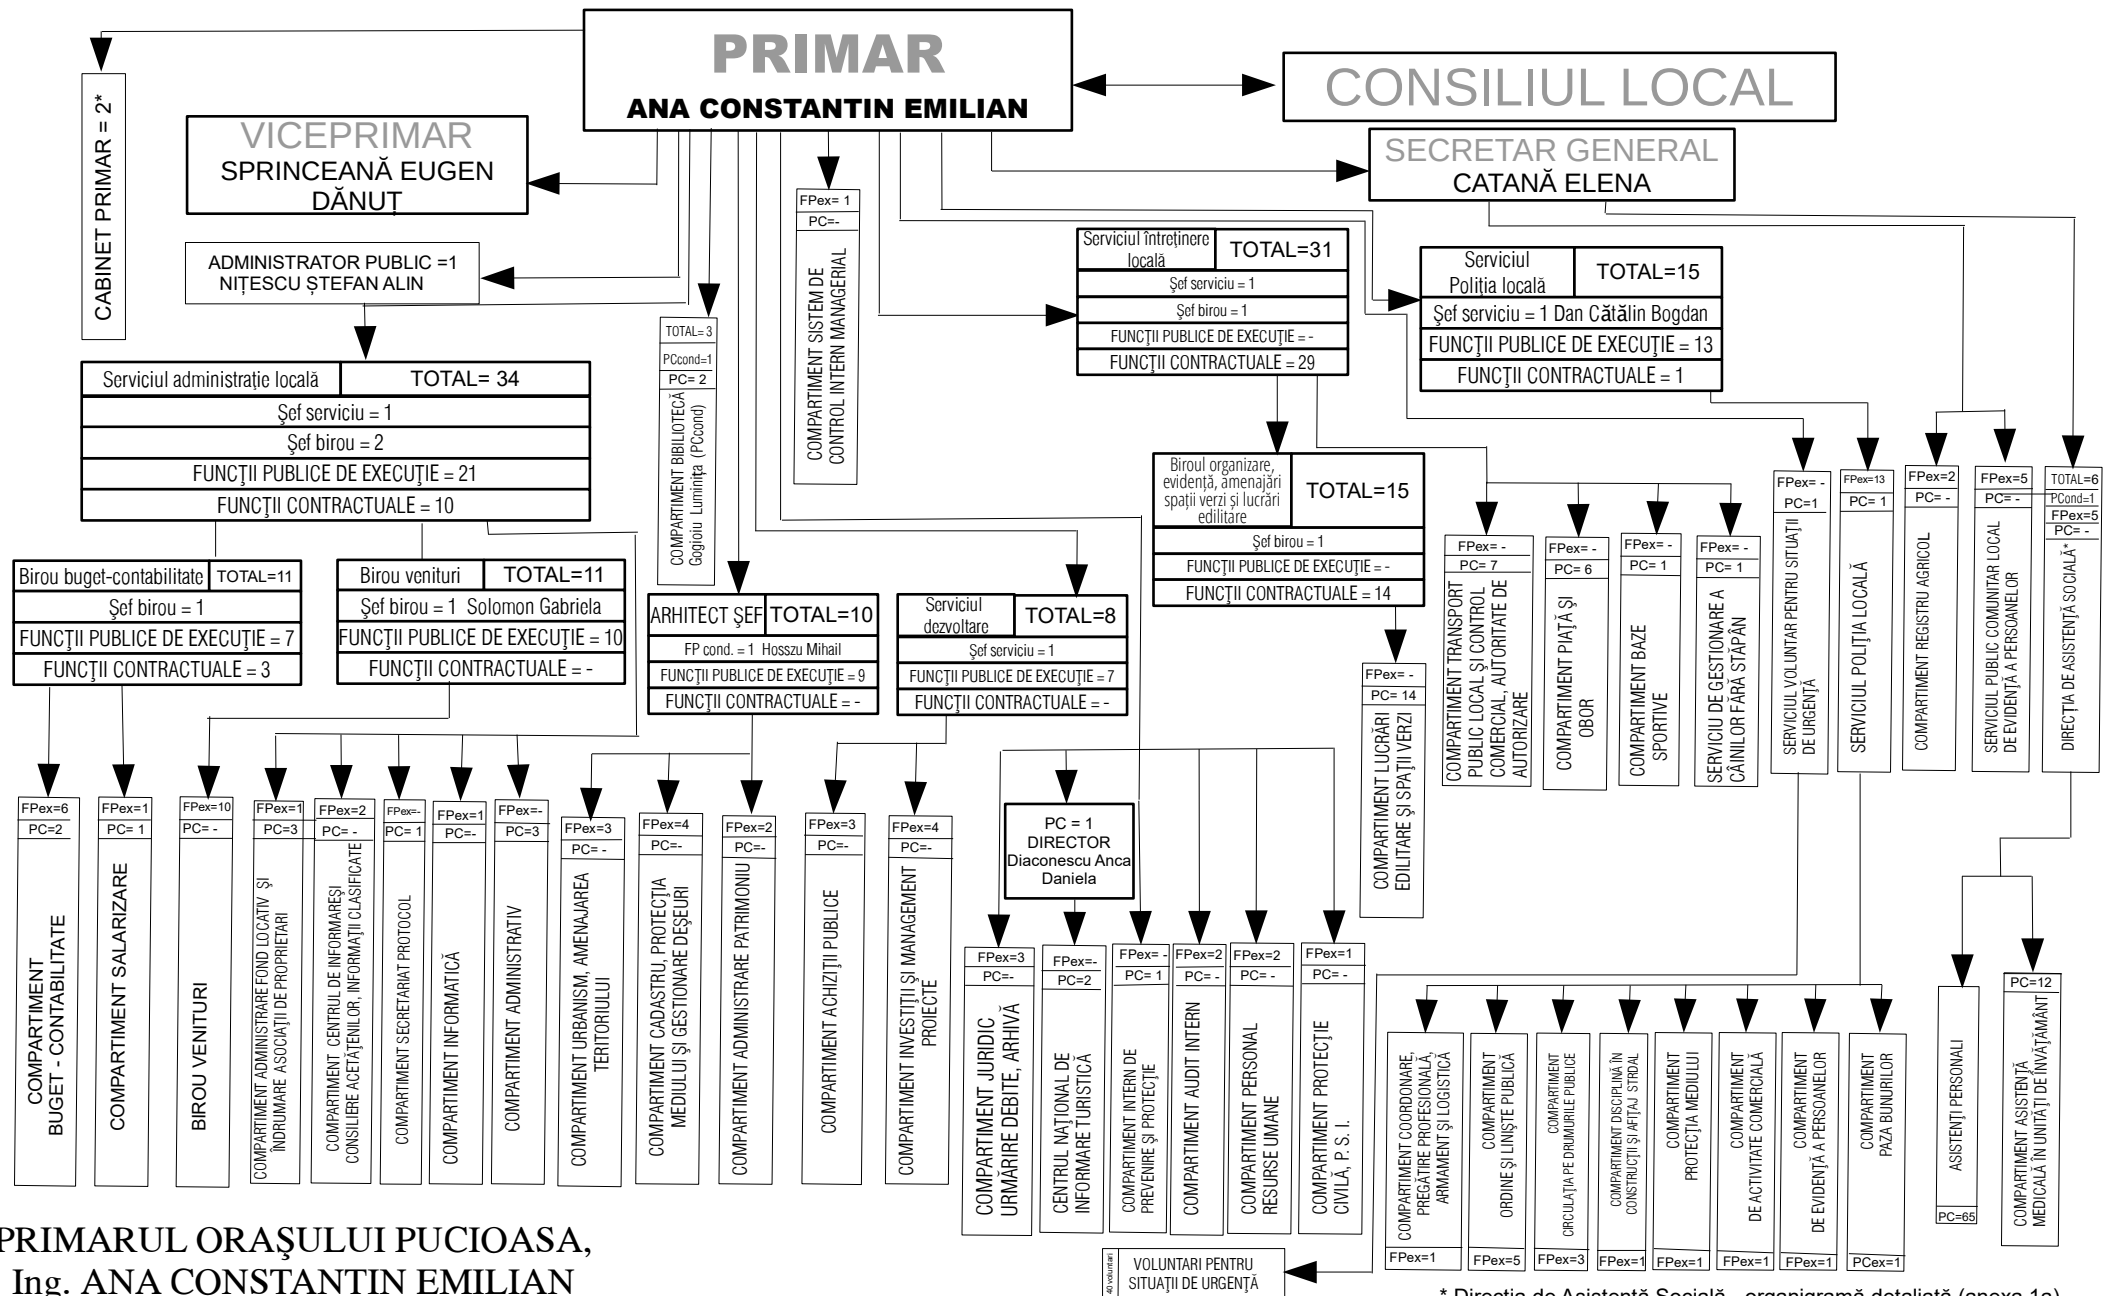 PRIMAR
ANA CONSTANTIN EMILIAN
CONSILIUL LOCAL
CABINET PRIMAR = 2*
VICEPRIMAR
SPRINCEANĂ EUGEN
DĂNUȚ
SECRETAR GENERAL
CATANĂ ELENA
ADMINISTRATOR PUBLIC =1
NIȚESCU ȘTEFAN ALIN
FPex= 1
PC=-
COMPARTIMENT SISTEM DE
CONTROL INTERN MANAGERIAL
Serviciul întreținere
locală
TOTAL=31
Şef serviciu = 1
Şef birou = 1
FUNCŢII PUBLICE DE EXECUŢIE = -
FUNCŢII CONTRACTUALE = 29
Serviciul
Poliția locală
TOTAL=15
Şef serviciu = 1 Dan Cătălin Bogdan
FUNCŢII PUBLICE DE EXECUŢIE = 13
FUNCŢII CONTRACTUALE = 1
TOTAL= 3
PCcond=1
PC= 2
COMPARTIMENT BIBILIOTECĂ
Gogioiu Luminița (PCcond)
Serviciul administrație locală
TOTAL= 34
Şef serviciu = 1
Şef birou = 2
FUNCŢII PUBLICE DE EXECUŢIE = 21
FUNCŢII CONTRACTUALE = 10
Biroul organizare,
evidență, amenajări
spații verzi și lucrări
edilitare
TOTAL=15
Şef birou = 1
FUNCŢII PUBLICE DE EXECUŢIE = -
FUNCŢII CONTRACTUALE = 14
Birou buget-contabilitate
TOTAL=11
Şef birou = 1
FUNCŢII PUBLICE DE EXECUŢIE = 7
FUNCŢII CONTRACTUALE = 3
Birou venituri
TOTAL=11
Şef birou = 1 Solomon Gabriela
FUNCŢII PUBLICE DE EXECUŢIE = 10
FUNCŢII CONTRACTUALE = -
ARHITECT ŞEF
TOTAL=10
FP cond. = 1 Hosszu Mihail
FUNCŢII PUBLICE DE EXECUŢIE = 9
FUNCŢII CONTRACTUALE = -
Serviciul
dezvoltare
TOTAL=8
Şef serviciu = 1
FUNCŢII PUBLICE DE EXECUŢIE = 7
FUNCŢII CONTRACTUALE = -
FPex= -
PC= 14
COMPARTIMENT LUCRĂRI
EDILITARE ȘI SPAȚII VERZI
FPex= -
PC= 7
COMPARTIMENT TRANSPORT
PUBLIC LOCAL ȘI CONTROL
COMERCIAL, AUTORITATE DE
AUTORIZARE
FPex= -
PC= 6
COMPARTIMENT PIAȚĂ ȘI
OBOR
FPex= -
PC= 1
COMPARTIMENT BAZE
SPORTIVE
FPex= -
PC= 1
SERVICIU DE GESTIONARE A
CÂINILOR FĂRĂ STĂPÂN
FPex= -
PC=1
SERVICIUL VOLUNTAR PENTRU SITUAȚII
DE URGENȚĂ
FPex=13
PC= 1
SERVICIUL POLIȚIA LOCALĂ
FPex=2
PC= -
COMPARTIMENT REGISTRU AGRICOL
FPex=5
PC= -
SERVICIUL PUBLIC COMUNITAR LOCAL
DE EVIDENȚĂ A PERSOANELOR
TOTAL=6
PCond=1
FPex=5
PC= -
DIRECȚIA DE ASISTENȚĂ SOCIALĂ*
FPex=6
PC=2
COMPARTIMENT
BUGET - CONTABILITATE
FPex=1
PC= 1
COMPARTIMENT SALARIZARE
FPex=10
PC= -
BIROU VENITURI
FPex=1
PC=3
COMPARTIMENT ADMINISTRARE FOND LOCATIV ȘI
ÎNDRUMARE ASOCIAȚII DE PROPRIETARI
FPex=2
PC= -
COMPARTIMENT CENTRUL DE INFORMAREȘI
CONSILIERE ACETĂȚENILOR, INFORMAȚII CLASIFICATE
FPex=-
PC= 1
COMPARTIMENT SECRETARIAT PROTOCOL
FPex=1
PC=-
COMPARTIMENT INFORMATICĂ
FPex=-
PC=3
COMPARTIMENT ADMINISTRATIV
FPex=3
PC= -
COMPARTIMENT URBANISM, AMENAJAREA
TERITORIULUI
FPex=4
PC=-
COMPARTIMENT CADASTRU, PROTECȚIA
MEDIULUI ȘI GESTIONARE DEȘEURI
FPex=2
PC=-
COMPARTIMENT ADMINISTRARE PATRIMONIU
FPex=3
PC=-
COMPARTIMENT ACHIZIȚII PUBLICE
FPex=4
PC=-
COMPARTIMENT INVESTIȚII ȘI MANAGEMENT
PROIECTE
PC = 1
DIRECTOR
Diaconescu Anca
Daniela
FPex=3
PC=-
COMPARTIMENT JURIDIC
URMĂRIRE DEBITE, ARHIVĂ
FPex=-
PC=2
CENTRUL NAȚIONAL DE
INFORMARE TURISTICĂ
FPex= -
PC= 1
COMPARTIMENT INTERN DE
PREVENIRE ȘI PROTECȚIE
FPex=2
PC= -
COMPARTIMENT AUDIT INTERN
FPex=2
PC= -
COMPARTIMENT PERSONAL
RESURSE UMANE
FPex=1
PC= -
COMPARTIMENT PROTECȚIE
CIVILĂ, P. S. I.
COMPARTIMENT COORDONARE,
PREGĂTIRE PROFESIONALĂ,
ARMAMENT ȘI LOGISTICĂ
FPex=1
COMPARTIMENT
ORDINE ȘI LINIȘTE PUBLICĂ
FPex=5
COMPARTIMENT
CIRCULAȚIA PE DRUMURILE PUBLICE
FPex=3
COMPARTIMENT DISCIPLINĂ ÎN
CONSTRUCȚII ȘI AFIȚAJ STRDAL
FPex=1
COMPARTIMENT
PROTECȚIA MEDIULUI
FPex=1
COMPARTIMENT
DE ACTIVITATE COMERCIALĂ
FPex=1
COMPARTIMENT
DE EVIDENȚĂ A PERSOANELOR
FPex=1
COMPARTIMENT
PAZA BUNURILOR
PCex=1
ASISTENȚI PERSONALI
PC=65
PC=12
COMPARTIMENT ASISTENȚĂ
MEDICALĂ ÎN UNITĂȚI DE ÎNVĂȚĂMÂNT
40 voluntari
VOLUNTARI PENTRU
SITUAȚII DE URGENȚĂ
PRIMARUL ORAŞULUI PUCIOASA,
Ing. ANA CONSTANTIN EMILIAN
* Direcția de Asistență Socială - organigramă detaliată (anexa 1a)